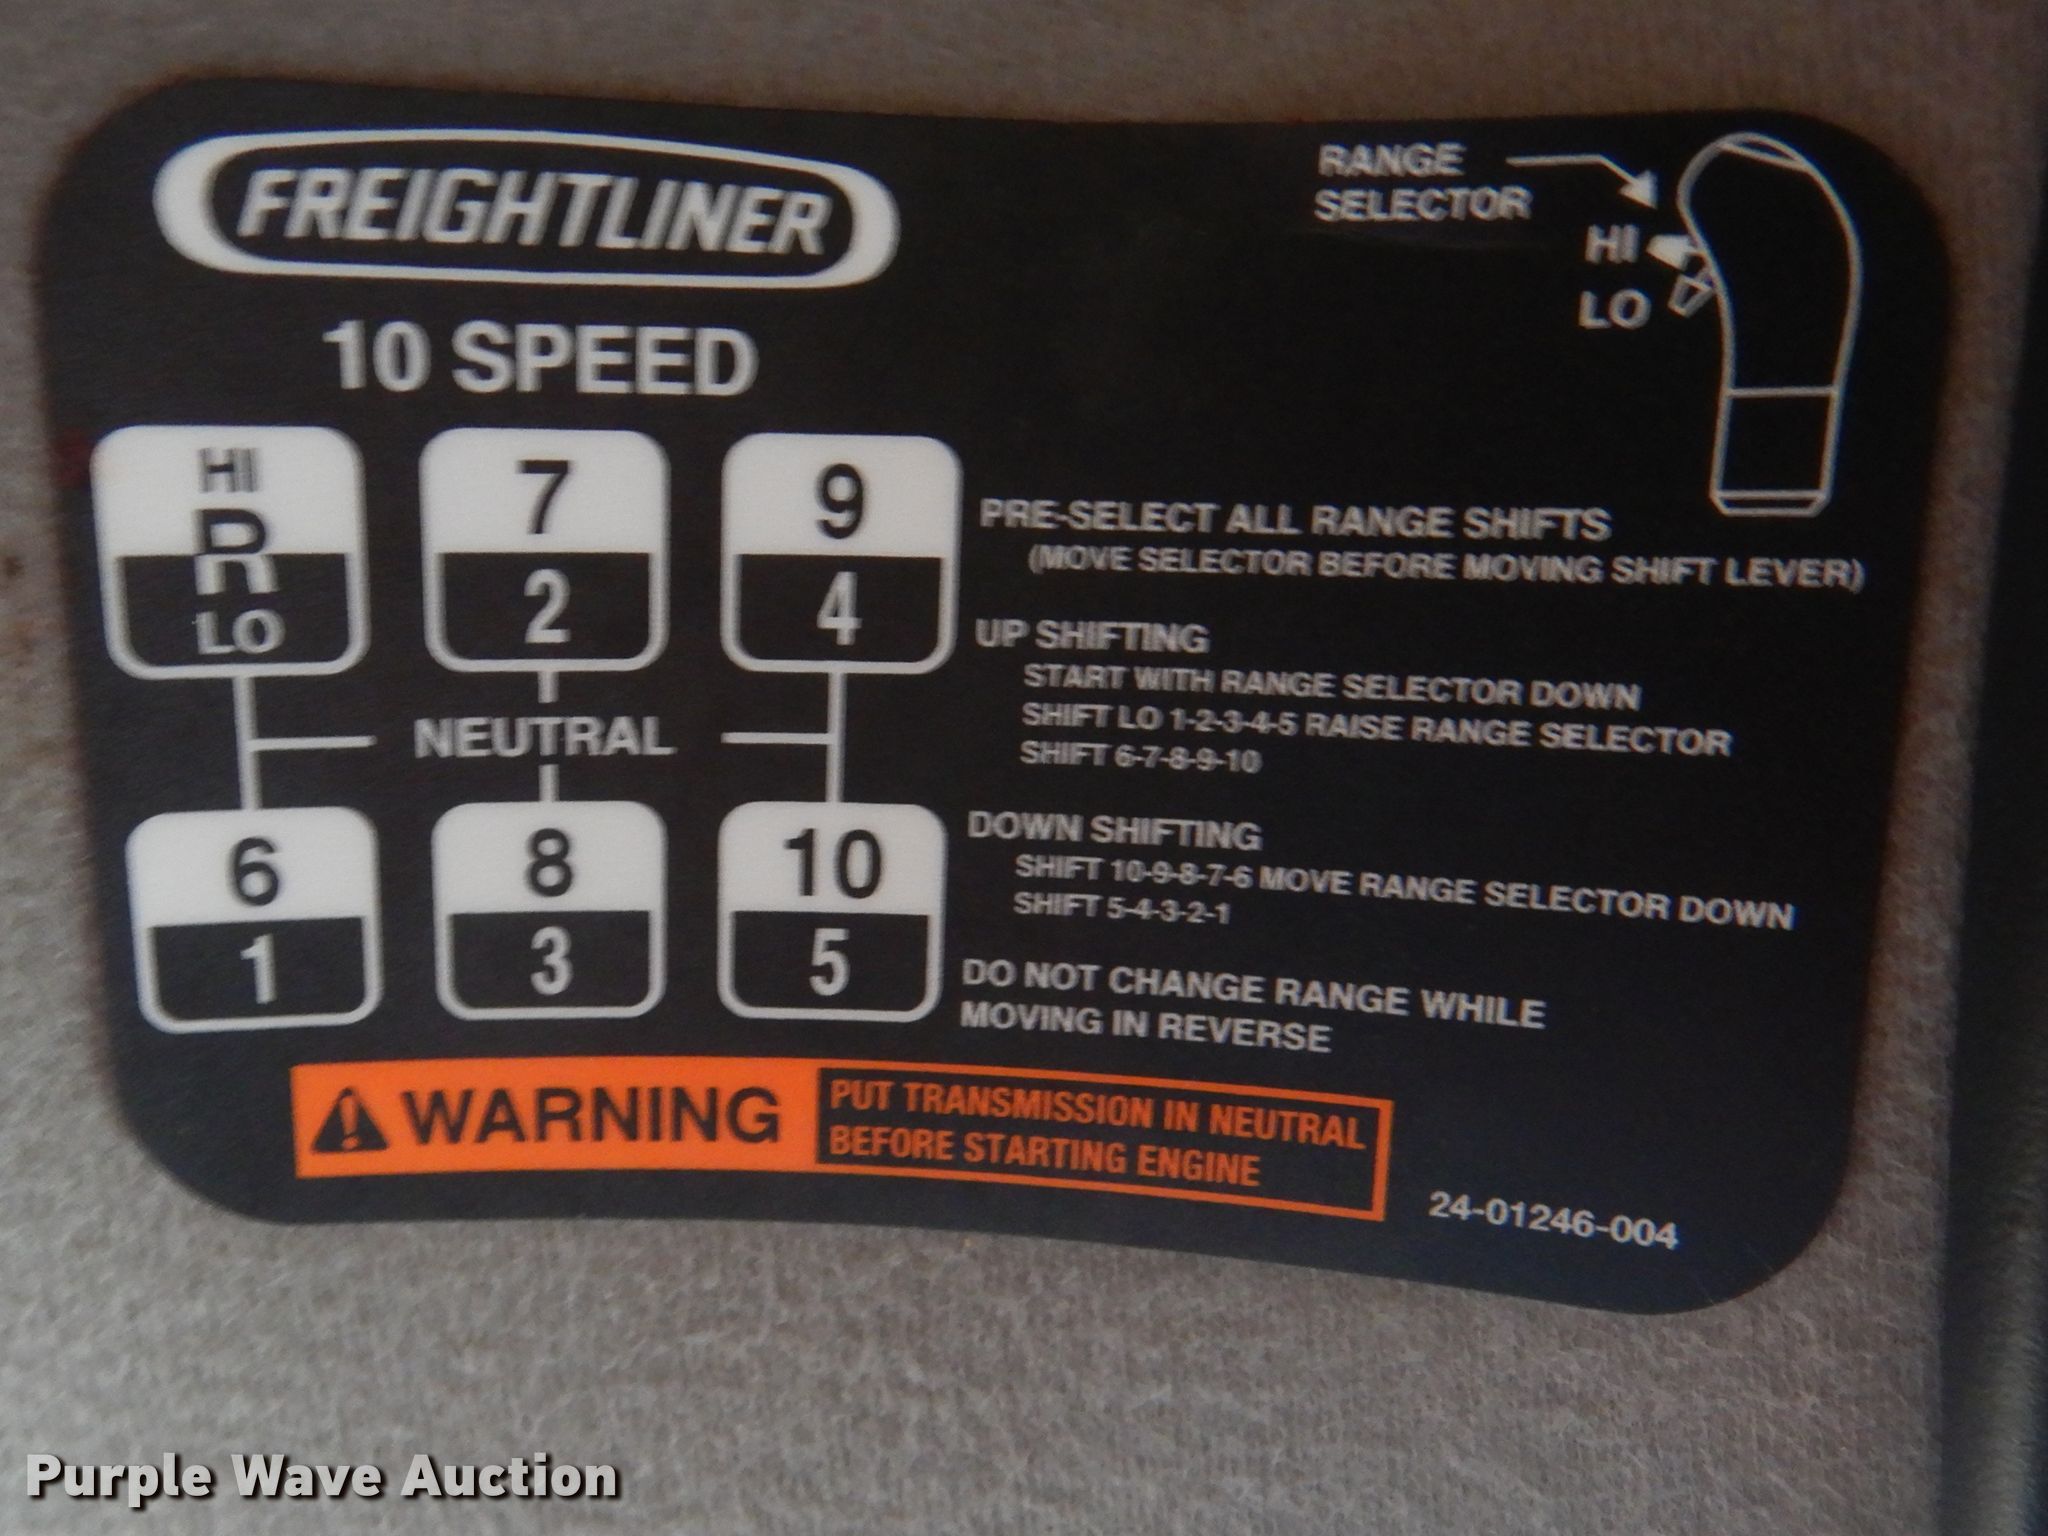 FREIGHTLINER
10 SPEED
RANGE
SELECTOR
HI
LO
HI
R
LO
7
2
9
4
NEUTRAL
6
1
8
3
10
5
PRE-SELECT ALL RANGE SHIFTS
(MOVE SELECTOR BEFORE MOVING SHIFT LEVER)
UP SHIFTING
START WITH RANGE SELECTOR DOWN
SHIFT LO 1-2-3-4-5 RAISE RANGE SELECTOR
SHIFT 6-7-8-9-10
DOWN SHIFTING
SHIFT 10-9-8-7-6 MOVE RANGE SELECTOR DOWN
SHIFT 5-4-3-2-1
DO NOT CHANGE RANGE WHILE
MOVING IN REVERSE
WARNING
PUT TRANSMISSION IN NEUTRAL
BEFORE STARTING ENGINE
24-01246-004
Purple Wave Auction